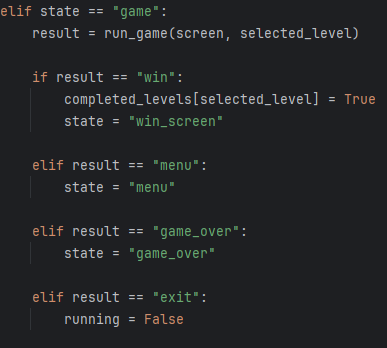 elif state == "game":
    result = run_game(screen, selected_level)
    if result == "win":
        completed_levels[selected_level] = True
        state = "win_screen"
    elif result == "menu":
        state = "menu"
    elif result == "game_over":
        state = "game_over"
    elif result == "exit":
        running = False